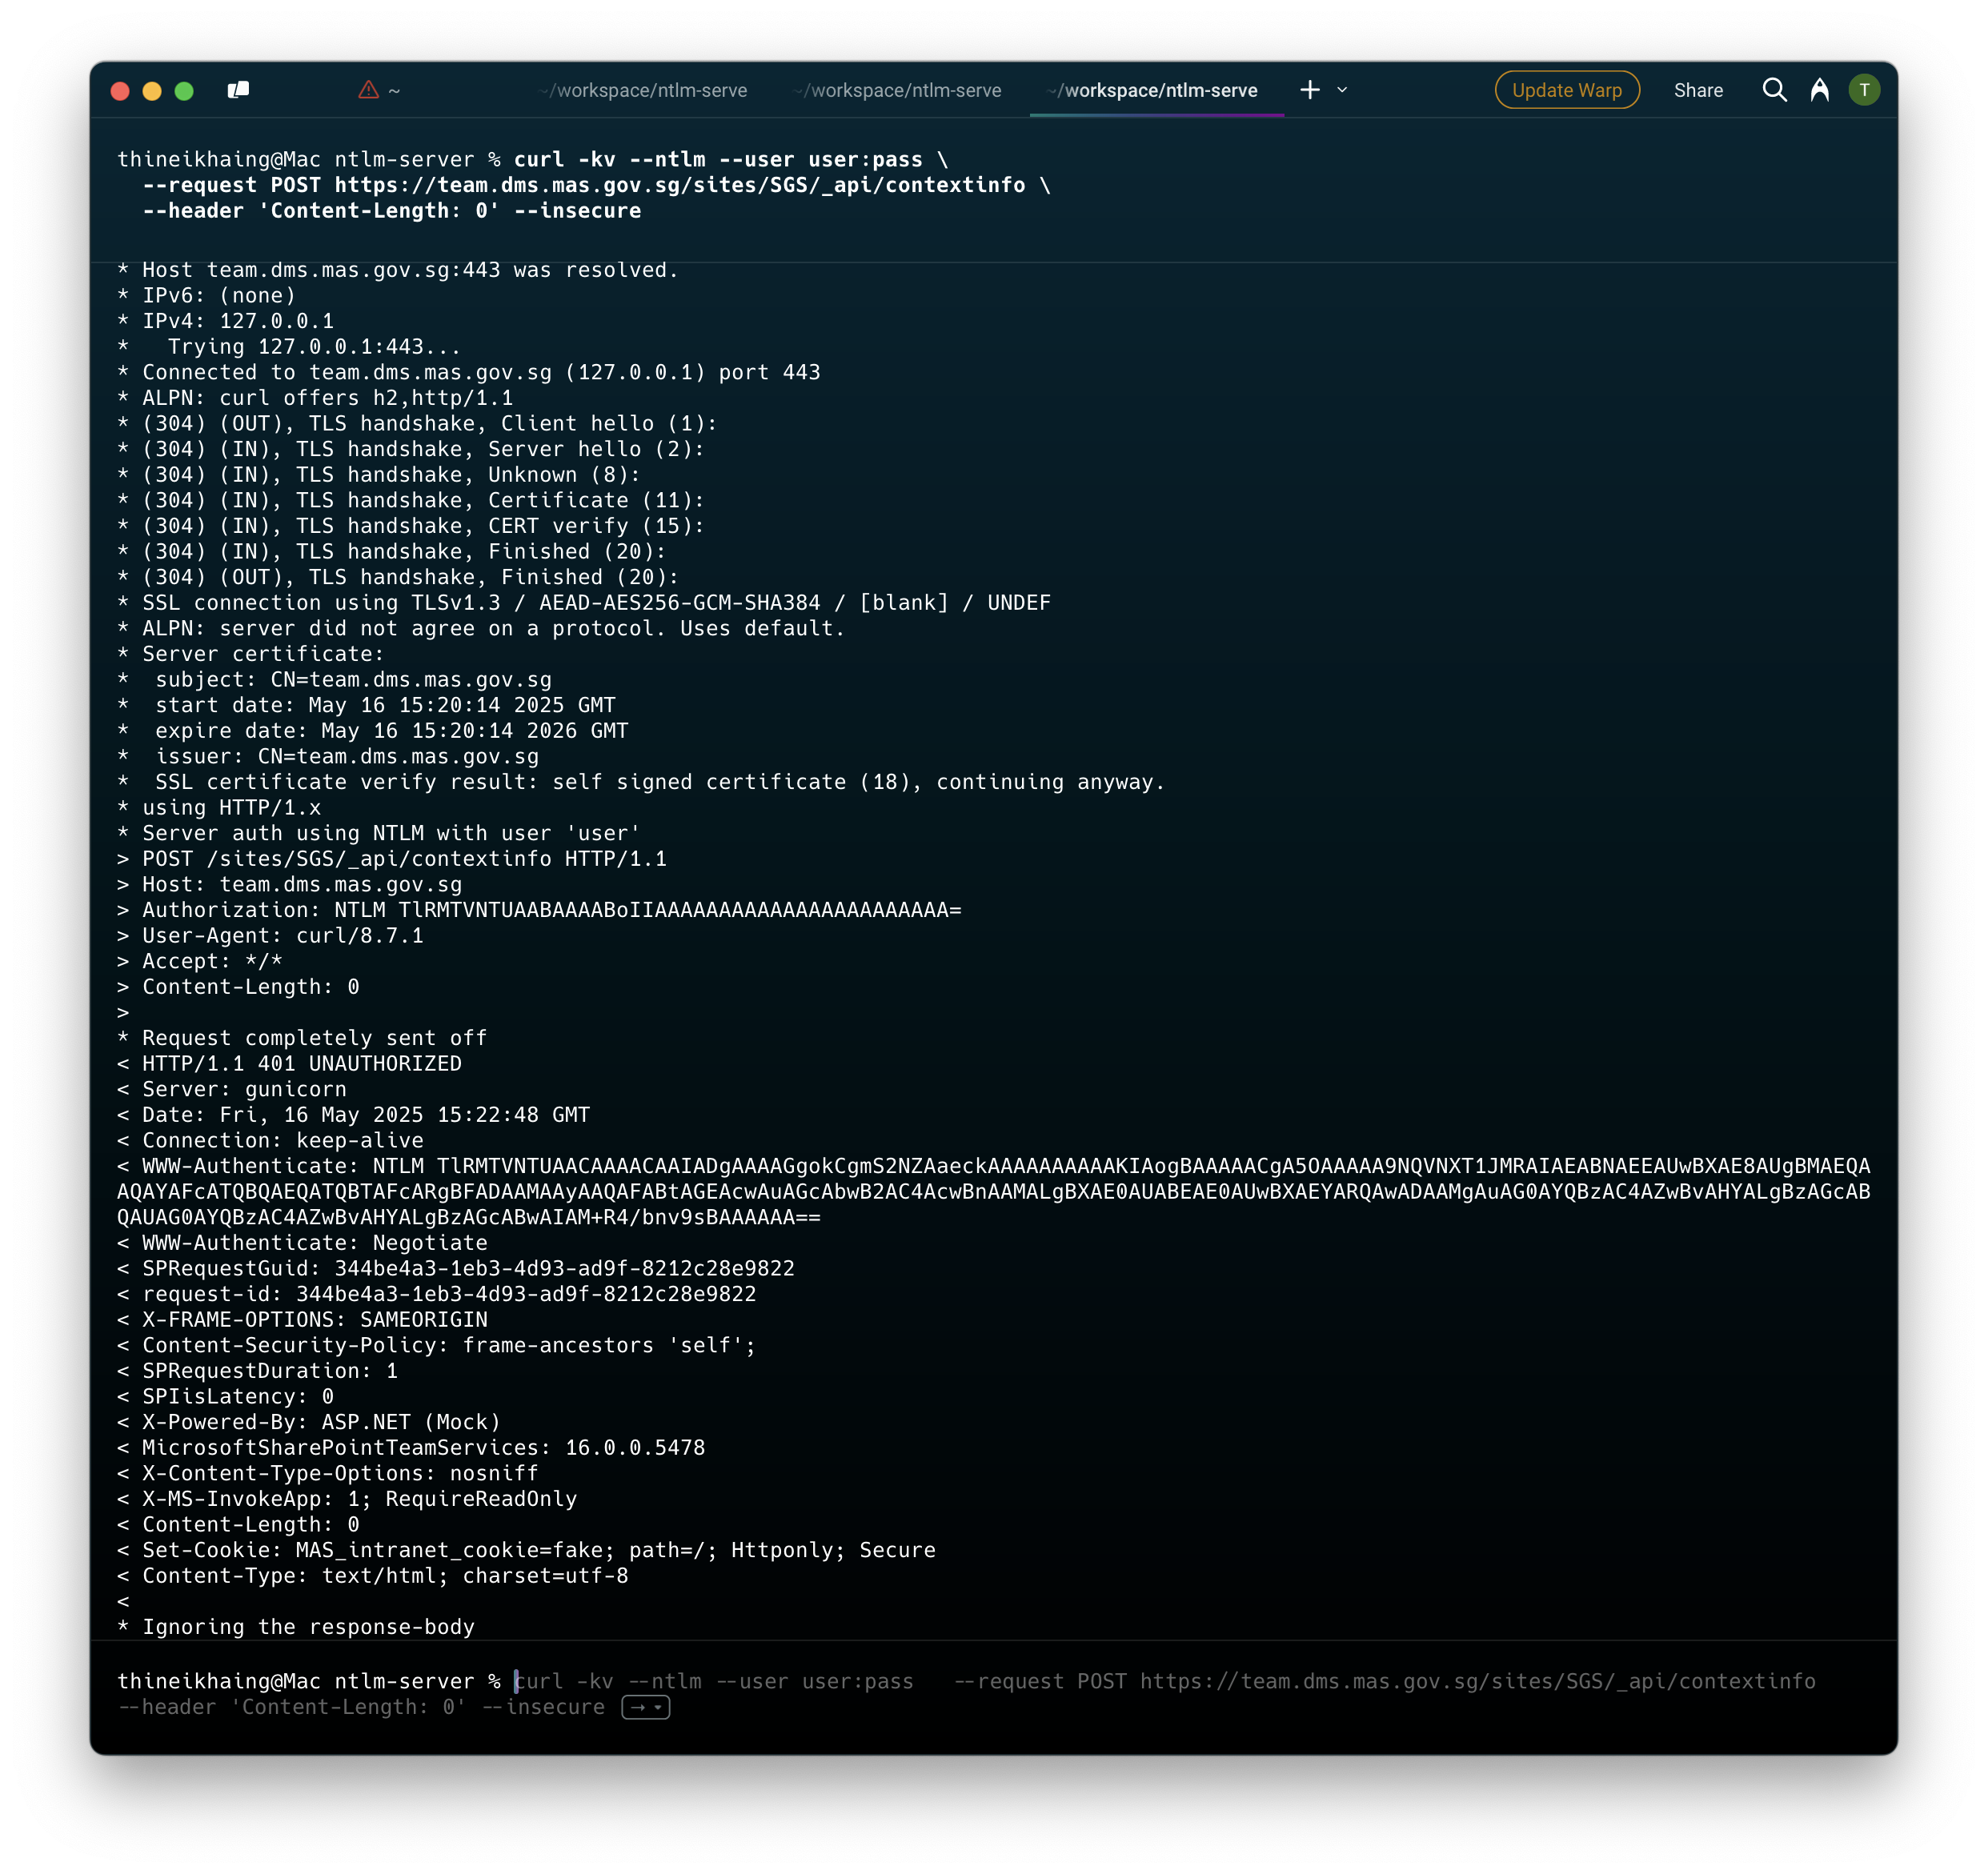 ~
~/workspace/ntlm-serve
~/workspace/ntlm-serve
~/workspace/ntlm-serve
Update Warp
Share
T
thineikhaing@Mac ntlm-server % curl -kv --ntlm --user user:pass \
--request POST https://team.dms.mas.gov.sg/sites/SGS/_api/contextinfo \
--header 'Content-Length: 0' --insecure
* Host team.dms.mas.gov.sg:443 was resolved.
* IPv6: (none)
* IPv4: 127.0.0.1
*   Trying 127.0.0.1:443...
* Connected to team.dms.mas.gov.sg (127.0.0.1) port 443
* ALPN: curl offers h2,http/1.1
* (304) (OUT), TLS handshake, Client hello (1):
* (304) (IN), TLS handshake, Server hello (2):
* (304) (IN), TLS handshake, Unknown (8):
* (304) (IN), TLS handshake, Certificate (11):
* (304) (IN), TLS handshake, CERT verify (15):
* (304) (IN), TLS handshake, Finished (20):
* (304) (OUT), TLS handshake, Finished (20):
* SSL connection using TLSv1.3 / AEAD-AES256-GCM-SHA384 / [blank] / UNDEF
* ALPN: server did not agree on a protocol. Uses default.
* Server certificate:
*  subject: CN=team.dms.mas.gov.sg
*  start date: May 16 15:20:14 2025 GMT
*  expire date: May 16 15:20:14 2026 GMT
*  issuer: CN=team.dms.mas.gov.sg
*  SSL certificate verify result: self signed certificate (18), continuing anyway.
* using HTTP/1.x
* Server auth using NTLM with user 'user'
> POST /sites/SGS/_api/contextinfo HTTP/1.1
> Host: team.dms.mas.gov.sg
> Authorization: NTLM TlRMTVNTUAABAAAABoIIAAAAAAAAAAAAAAAAAAAAAAA=
> User-Agent: curl/8.7.1
> Accept: */*
> Content-Length: 0
>
* Request completely sent off
< HTTP/1.1 401 UNAUTHORIZED
< Server: gunicorn
< Date: Fri, 16 May 2025 15:22:48 GMT
< Connection: keep-alive
< WWW-Authenticate: NTLM TlRMTVNTUAACAAAACAAIADgAAAAGgokCgmS2NZAaeckAAAAAAAAAAKIAogBAAAAACgA5OAAAAA9NQVNXT1JMRAIAEABNAEEAUwBXAE8AUgBMAEQA
AQAYAFcATQBQAEQATQBTAFcARgBFADAAMAAyAAQAFABtAGEAcwAuAGcAbwB2AC4AcwBnAAMALgBXAE0AUABEAE0AUwBXAEYARQAwADAAMgAuAG0AYQBzAC4AZwBvAHYALgBzAGcAB
QAUAG0AYQBzAC4AZwBvAHYALgBzAGcABwAIAM+R4/bnv9sBAAAAAA==
< WWW-Authenticate: Negotiate
< SPRequestGuid: 344be4a3-1eb3-4d93-ad9f-8212c28e9822
< request-id: 344be4a3-1eb3-4d93-ad9f-8212c28e9822
< X-FRAME-OPTIONS: SAMEORIGIN
< Content-Security-Policy: frame-ancestors 'self';
< SPRequestDuration: 1
< SPIisLatency: 0
< X-Powered-By: ASP.NET (Mock)
< MicrosoftSharePointTeamServices: 16.0.0.5478
< X-Content-Type-Options: nosniff
< X-MS-InvokeApp: 1; RequireReadOnly
< Content-Length: 0
< Set-Cookie: MAS_intranet_cookie=fake; path=/; Httponly; Secure
< Content-Type: text/html; charset=utf-8
<
* Ignoring the response-body
thineikhaing@Mac ntlm-server % curl -kv --ntlm --user user:pass   --request POST https://team.dms.mas.gov.sg/sites/SGS/_api/contextinfo
--header 'Content-Length: 0' --insecure